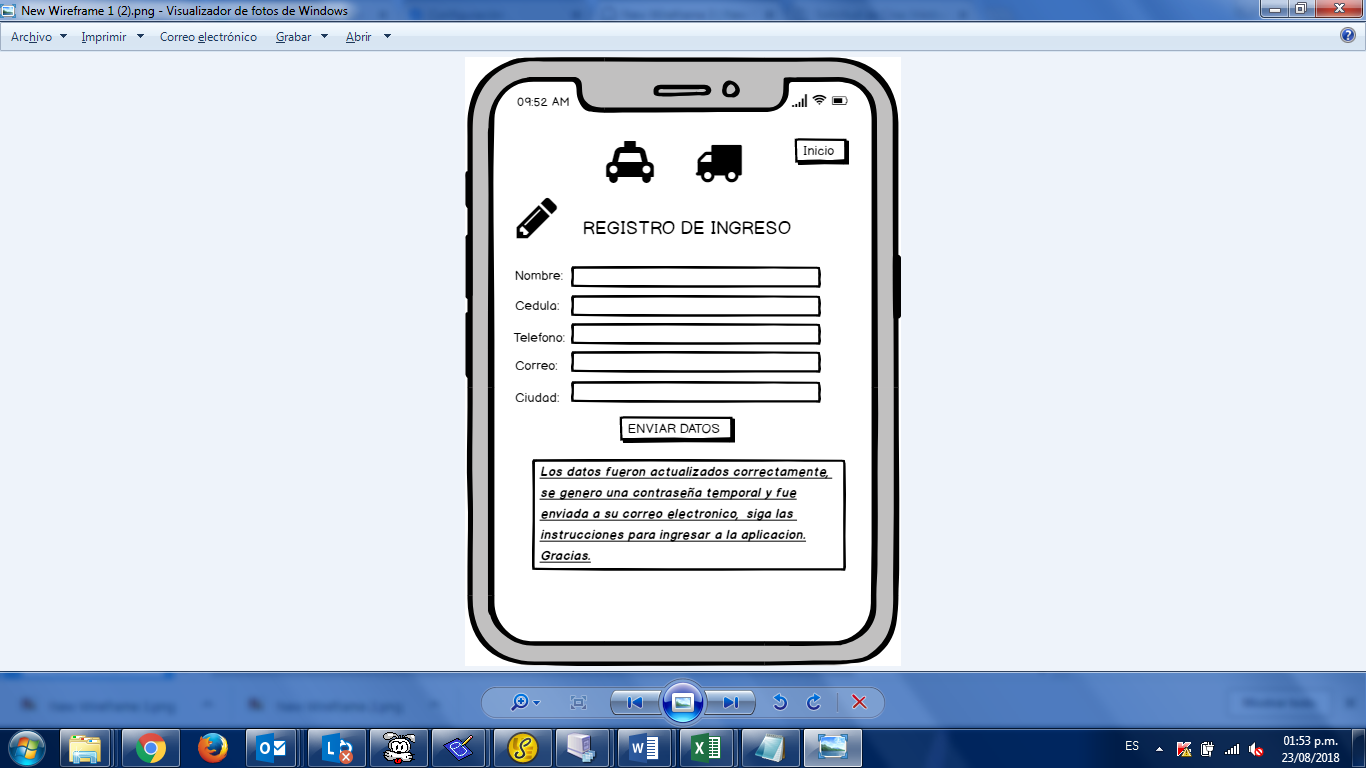 New Wireframe 1 (2).png - Visualizador de fotos de Windows
Archivo Imprimir Correo electrónico Grabar Abrir
09:52 AM
Inicio
REGISTRO DE INGRESO
Nombre:
Cedula:
Telefono:
Correo:
Ciudad:
ENVIAR DATOS
Los datos fueron actualizados correctamente,
se genero una contraseña temporal y fue
enviada a su correo electronico, siga las
instrucciones para ingresar a la aplicacion.
Gracias.
ES
01:53 p.m.
23/08/2018